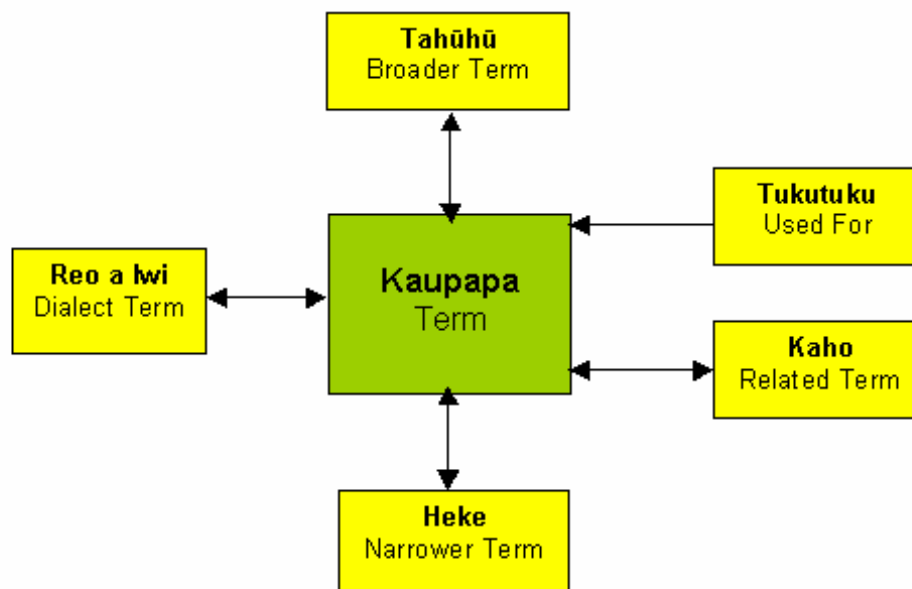 Tahūhū
Broader Term
Tukutuku
Used For
Reo a Iwi
Dialect Term
Kaupapa
Term
Kaho
Related Term
Heke
Narrower Term